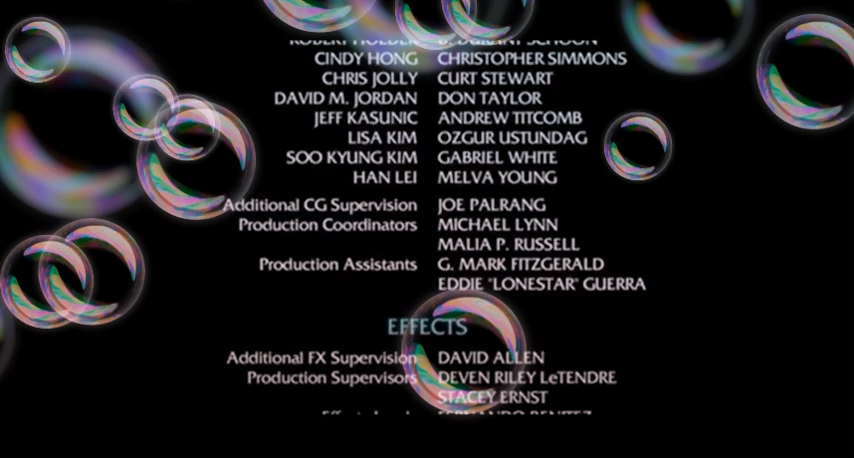 CINDY HONG CHRISTOPHER SIMMONS
CHRIS JOLLY CURT STEWART
DAVID M. JORDAN DON TAYLOR
JEFF KASUNIC ANDREW TITCOMB
LISA KIM OZGUR USTUNDAG
SOO KYUNG KIM GABRIEL WHITE
HAN LEI MELVA YOUNG
Additional CG Supervision JOE PALRANG
Production Coordinators MICHAEL LYNN
MALIA P. RUSSELL
Production Assistants G. MARK FITZGERALD
EDDIE "LONESTAR" GUERRA
EFFECTS
Additional FX Supervision DAVID ALLEN
Production Supervisors DEVEN RILEY LeTENDRE
STACEY ERNST